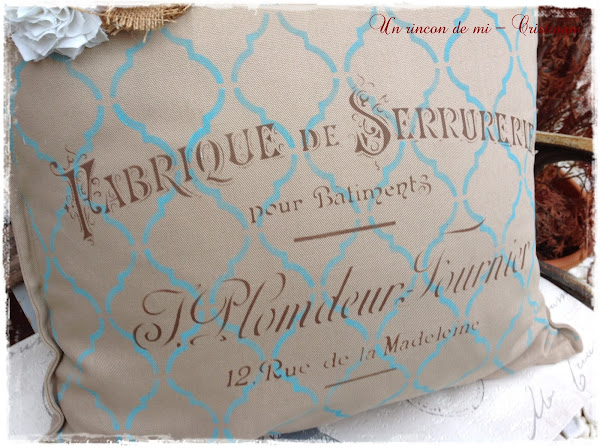 Un rincon de mi -
FABRIQUE DE SERRURERIE
pour Batiments
J. Plomdeur-Fournier
12. Rue de la Madeleine